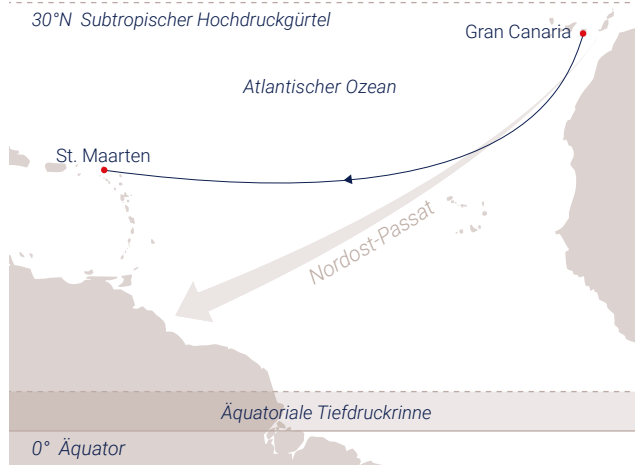 30°N Subtropischer Hochdruckgürtel
Gran Canaria
Atlantischer Ozean
St. Maarten
Nordost-Passat
Äquatoriale Tiefdruckrinne
0° Äquator